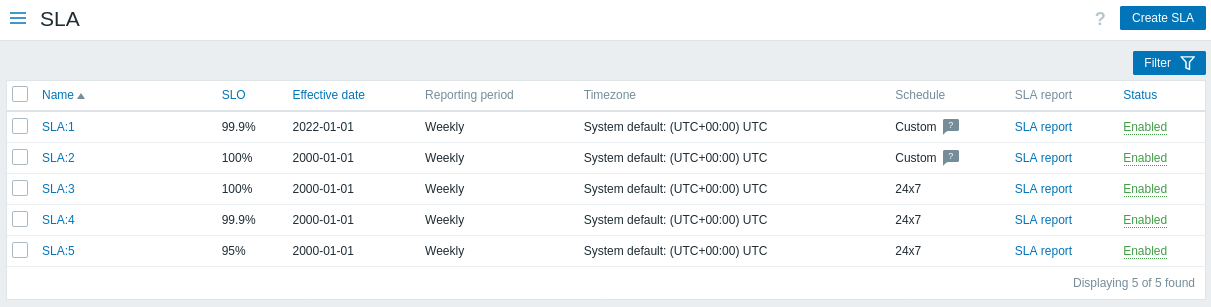 SLA ? Create SLA
Filter
Name SLO Effective date Reporting period Timezone Schedule SLA report Status
SLA:1 99.9% 2022-01-01 Weekly System default: (UTC+00:00) UTC Custom ? SLA report Enabled
SLA:2 100% 2000-01-01 Weekly System default: (UTC+00:00) UTC Custom ? SLA report Enabled
SLA:3 100% 2000-01-01 Weekly System default: (UTC+00:00) UTC 24x7 SLA report Enabled
SLA:4 99.9% 2000-01-01 Weekly System default: (UTC+00:00) UTC 24x7 SLA report Enabled
SLA:5 95% 2000-01-01 Weekly System default: (UTC+00:00) UTC 24x7 SLA report Enabled
Displaying 5 of 5 found